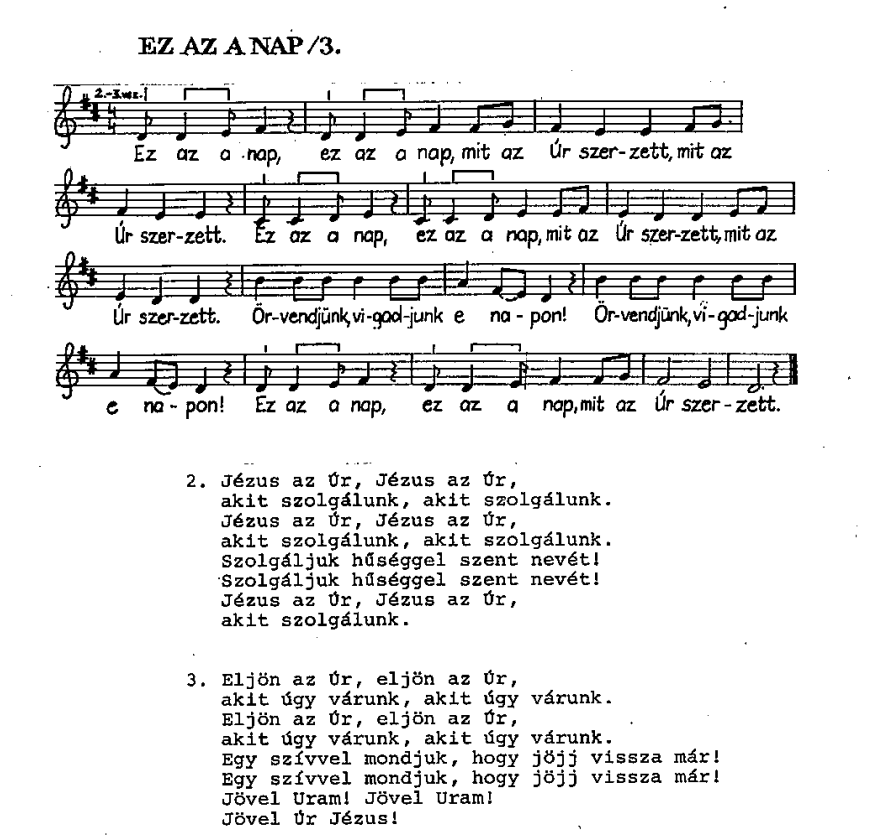 EZ AZ A NAP/3.
2.-3.vsz.
4
4
Ez az a nap, ez az a nap, mit az Úr szer-zett, mit az
Úr szer-zett. Ez az a nap, ez az a nap, mit az Úr szer-zett, mit az
Úr szer-zett. Ör-vendjünk, vi-gad-junk e na-pon! Ör-vendjünk, vi-gad-junk
e na-pon! Ez az a nap, ez az a nap, mit az Úr szer-zett.
2. Jézus az Úr, Jézus az Úr,
akit szolgálunk, akit szolgálunk.
Jézus az Úr, Jézus az Úr,
akit szolgálunk, akit szolgálunk.
Szolgáljuk hűséggel szent nevét!
Szolgáljuk hűséggel szent nevét!
Jézus az Úr, Jézus az Úr,
akit szolgálunk.
3. Eljön az Úr, eljön az Úr,
akit úgy várunk, akit úgy várunk.
Eljön az Úr, eljön az Úr,
akit úgy várunk, akit úgy várunk.
Egy szívvel mondjuk, hogy jöjj vissza már!
Egy szívvel mondjuk, hogy jöjj vissza már!
Jövel Uram! Jövel Uram!
Jövel Úr Jézus!